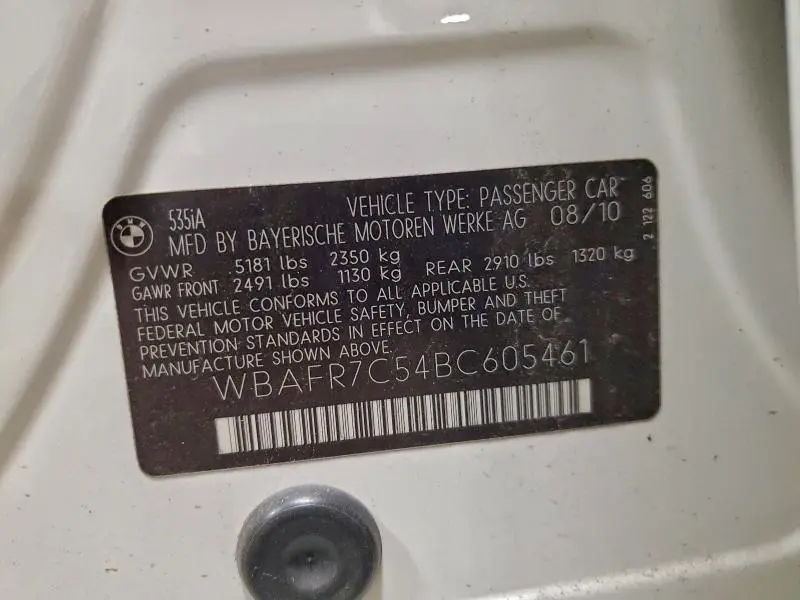 BMW
535iA VEHICLE TYPE: PASSENGER CAR
MFD BY BAYERISCHE MOTOREN WERKE AG 08/10
GVWR 5181 lbs 2350 kg
GAWR FRONT 2491 lbs 1130 kg REAR 2910 lbs 1320 kg
THIS VEHICLE CONFORMS TO ALL APPLICABLE U.S.
FEDERAL MOTOR VEHICLE SAFETY, BUMPER AND THEFT
PREVENTION STANDARDS IN EFFECT ON THE DATE OF
MANUFACTURE SHOWN ABOVE.
WBAFR7C54BC605461
2 122 606